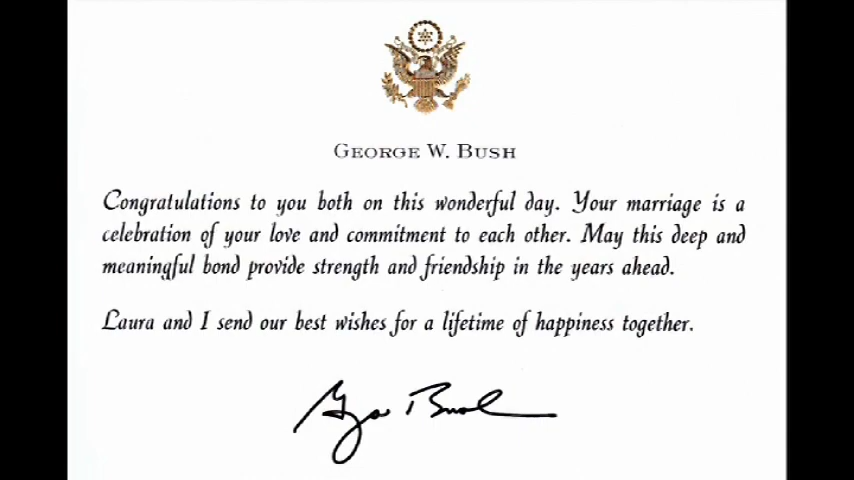 GEORGE W. BUSH
Congratulations to you both on this wonderful day. Your marriage is a
celebration of your love and commitment to each other. May this deep and
meaningful bond provide strength and friendship in the years ahead.
Laura and I send our best wishes for a lifetime of happiness together.
George Bush